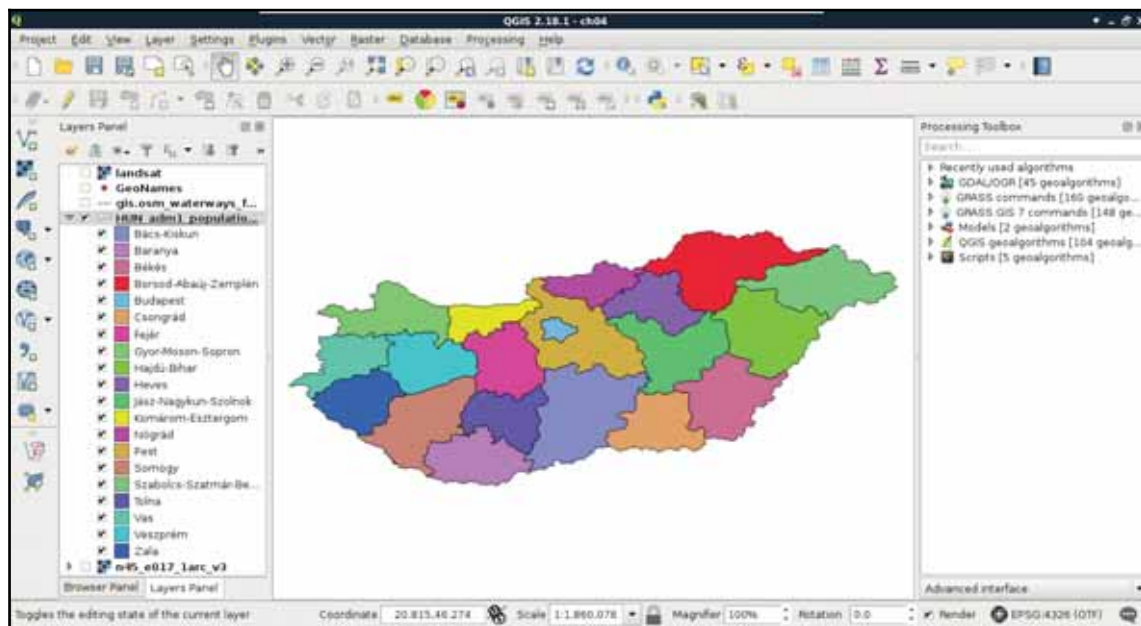 QGIS 2.18.1 - ch04
Project Edit View Layer Settings Plugins Vector Raster Database Processing Help
Layers Panel
landsat
GeoNames
gis.osm_waterways_f...
HUN_adm1_populatio...
Bács-Kiskun
Baranya
Békés
Borsod-Abaúj-Zemplén
Budapest
Csongrád
Fejér
Gyor-Moson-Sopron
Hajdú-Bihar
Heves
Jász-Nagykun-Szolnok
Komárom-Esztergom
Nógrád
Pest
Somogy
Szabolcs-Szatmár-Be...
Tolna
Vas
Veszprém
Zala
n45_e017_1arc_v3
Browser Panel Layers Panel
Processing Toolbox
Search...
Recently used algorithms
GDAL/OGR [45 geoalgorithms]
GRASS commands [160 geoalgo...
GRASS GIS 7 commands [148 ge...
Models [2 geoalgorithms]
QGIS geoalgorithms [104 geoalg...
Scripts [5 geoalgorithms]
Advanced interface
Toggles the editing state of the current layer Coordinate 20.815,46.274 Scale 1:1.860.078 Magnifier 100% Rotation 0.0 Render EPSG:4326 (OTF)